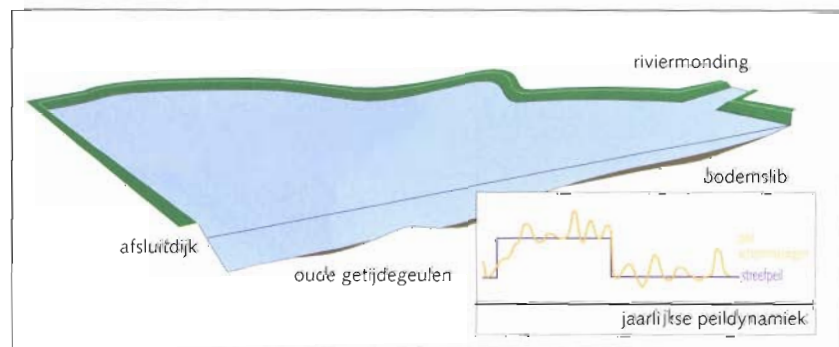 riviermonding
bodemslib
afsluitdijk
oude getijdegeulen
streefpeil
jaarlijkse peildynamiek